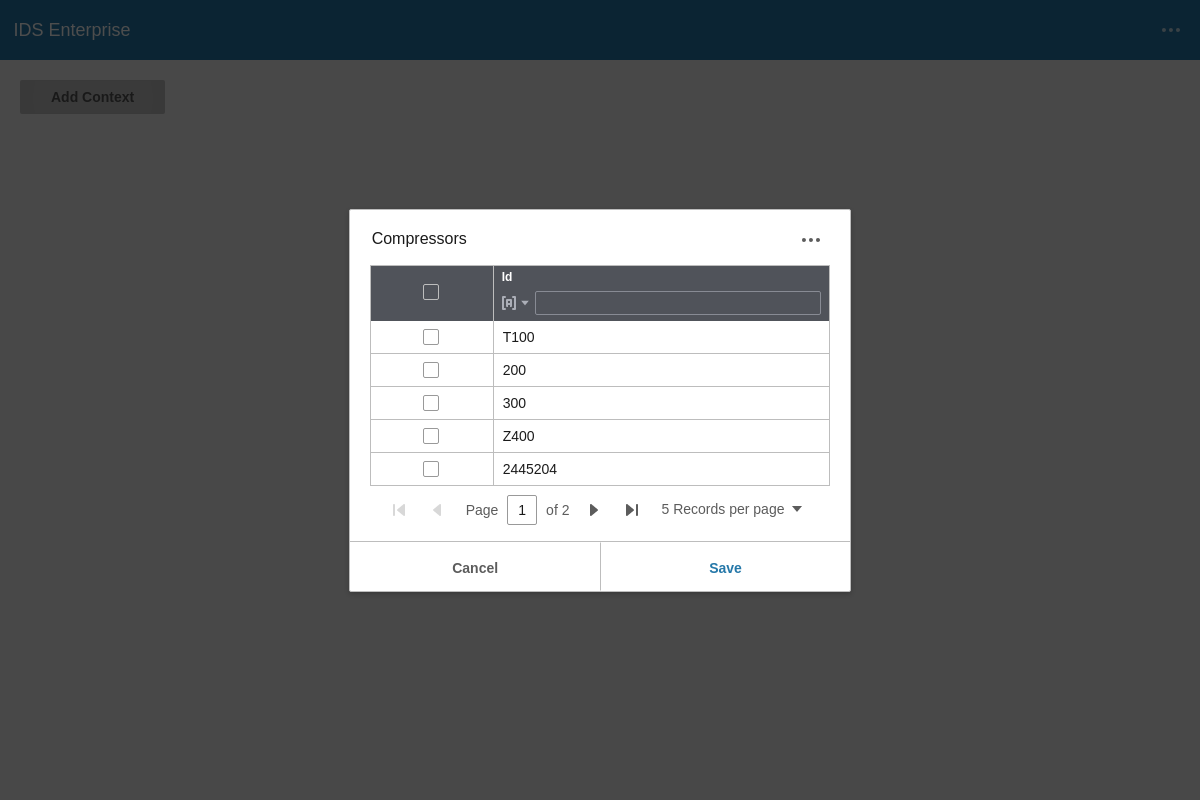 IDS Enterprise
Add Context
Compressors
Id
T100
200
300
Z400
2445204
Page 1 of 2 5 Records per page
Cancel Save